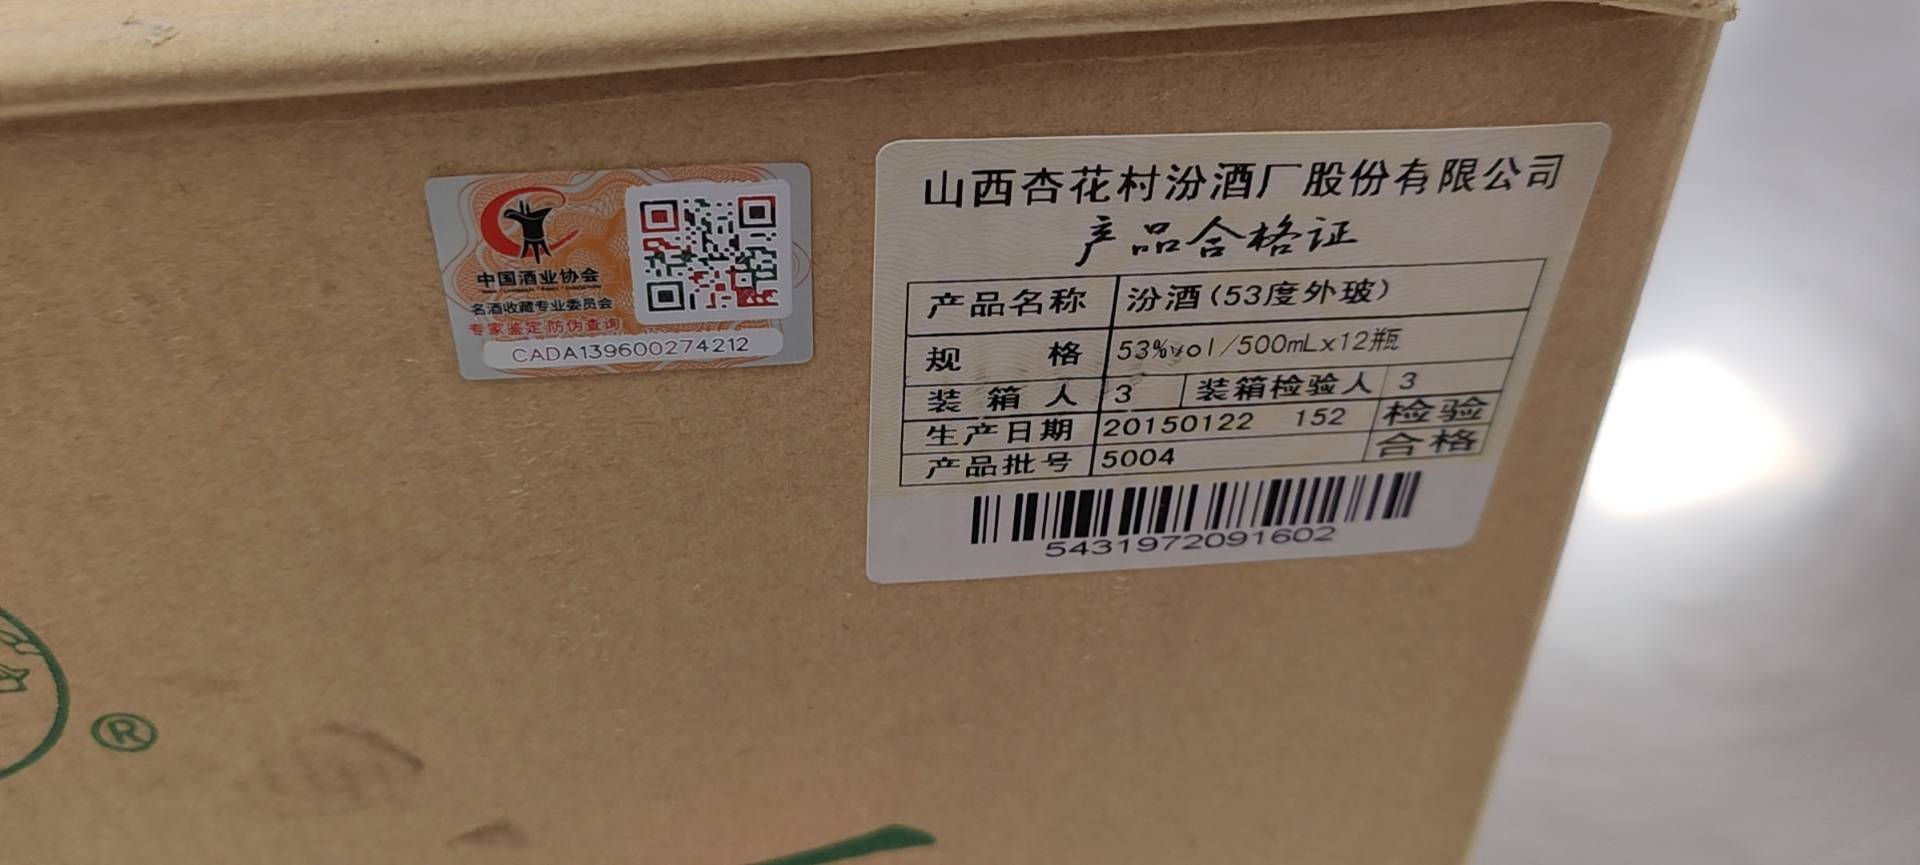 中国酒业协会
名酒收藏专业委员会
专家鉴定 防伪查询
CADA139600274212
山西杏花村汾酒厂股份有限公司
产品合格证
产品名称 汾酒(53度外玻)
规格 53%vol/500mLx12瓶
装箱人 3 装箱检验人 3
生产日期 20150122 152 检验
产品批号 5004 合格
5431972091602
®